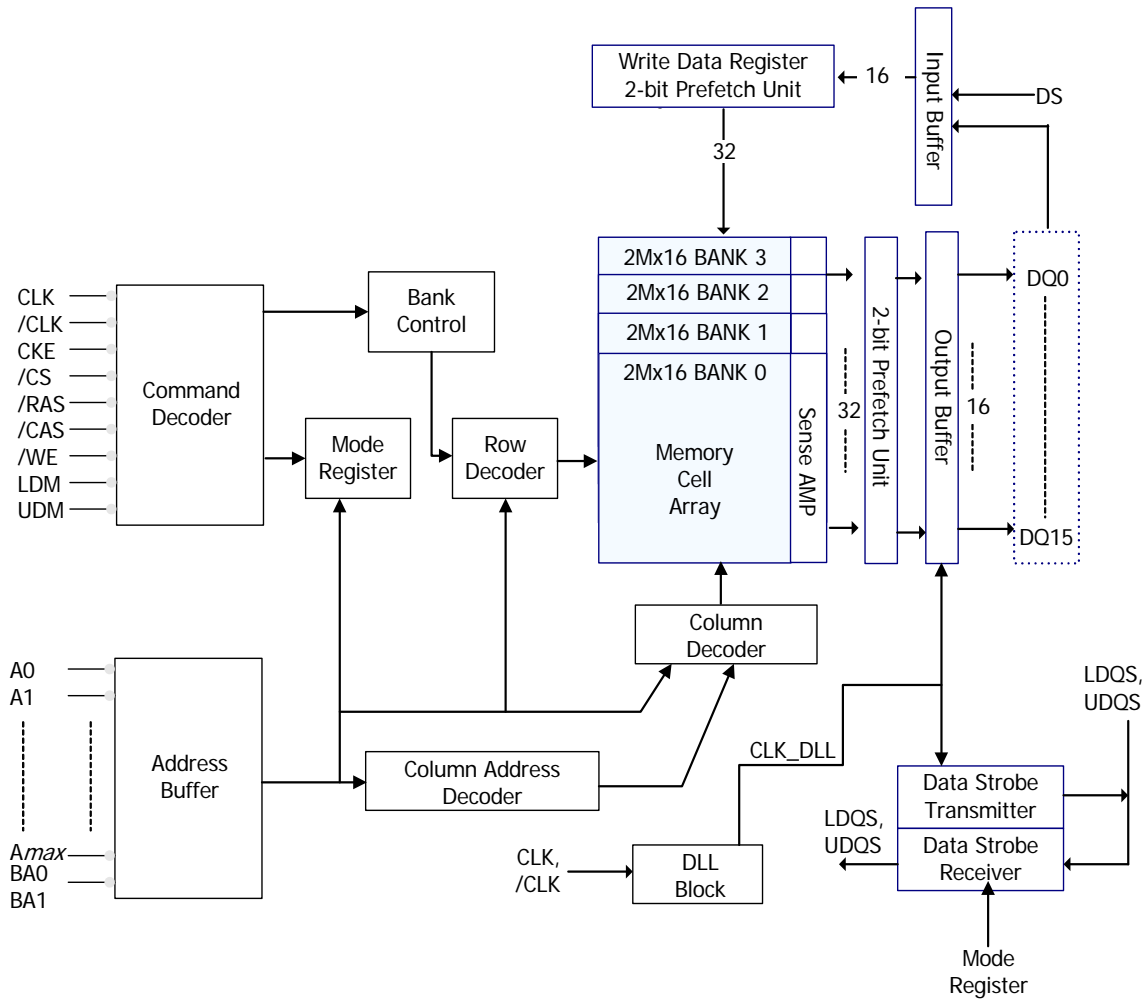 Write Data Register
2-bit Prefetch Unit
16
Input Buffer
DS
32
2Mx16 BANK 3
2Mx16 BANK 2
2Mx16 BANK 1
2Mx16 BANK 0
Memory
Cell
Array
Sense AMP
32
2-bit Prefetch Unit
Output Buffer
16
DQ0
DQ15
CLK
/CLK
CKE
/CS
/RAS
/CAS
/WE
LDM
UDM
Command
Decoder
Bank
Control
Mode
Register
Row
Decoder
Column
Decoder
A0
A1
Amax
BA0
BA1
Address
Buffer
Column Address
Decoder
CLK_DLL
CLK,
/CLK
DLL
Block
LDQS,
UDQS
Data Strobe
Transmitter
Data Strobe
Receiver
LDQS,
UDQS
Mode
Register